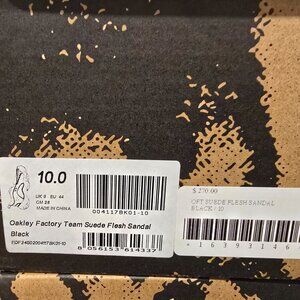 10.0
UK 9 EU 44
CM 28
MADE IN CHINA
004117BK01-10
Oakley Factory Team Suede Flesh Sandal
Black
8 056153 614337
$ 270.00
OFT SUEDE FLESH SANDAL
BLACK / 10